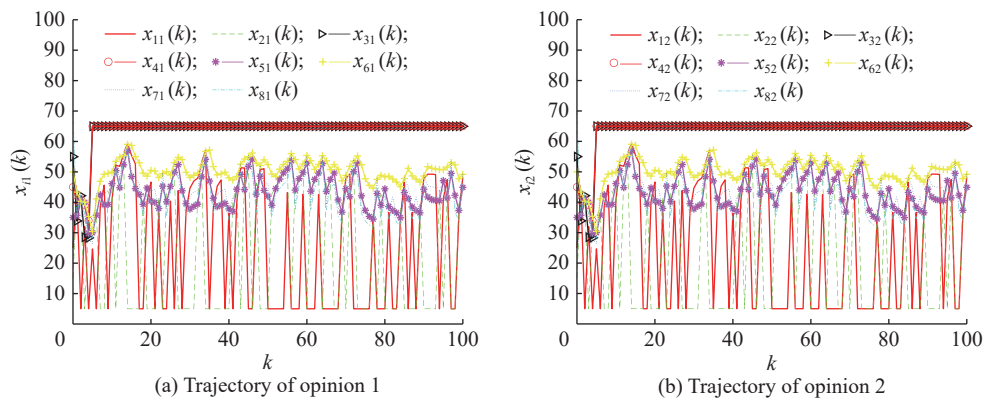 100
90
80
70
60
50
40
30
20
10
0 20 40 60 80 100
x₁₁(k); x₂₁(k); x₃₁(k);
x₄₁(k); x₅₁(k); x₆₁(k);
x₇₁(k); x₈₁(k)
xᵢ₁(k)
k
(a) Trajectory of opinion 1
100
90
80
70
60
50
40
30
20
10
0 20 40 60 80 100
x₁₂(k); x₂₂(k); x₃₂(k);
x₄₂(k); x₅₂(k); x₆₂(k);
x₇₂(k); x₈₂(k)
xᵢ₂(k)
k
(b) Trajectory of opinion 2